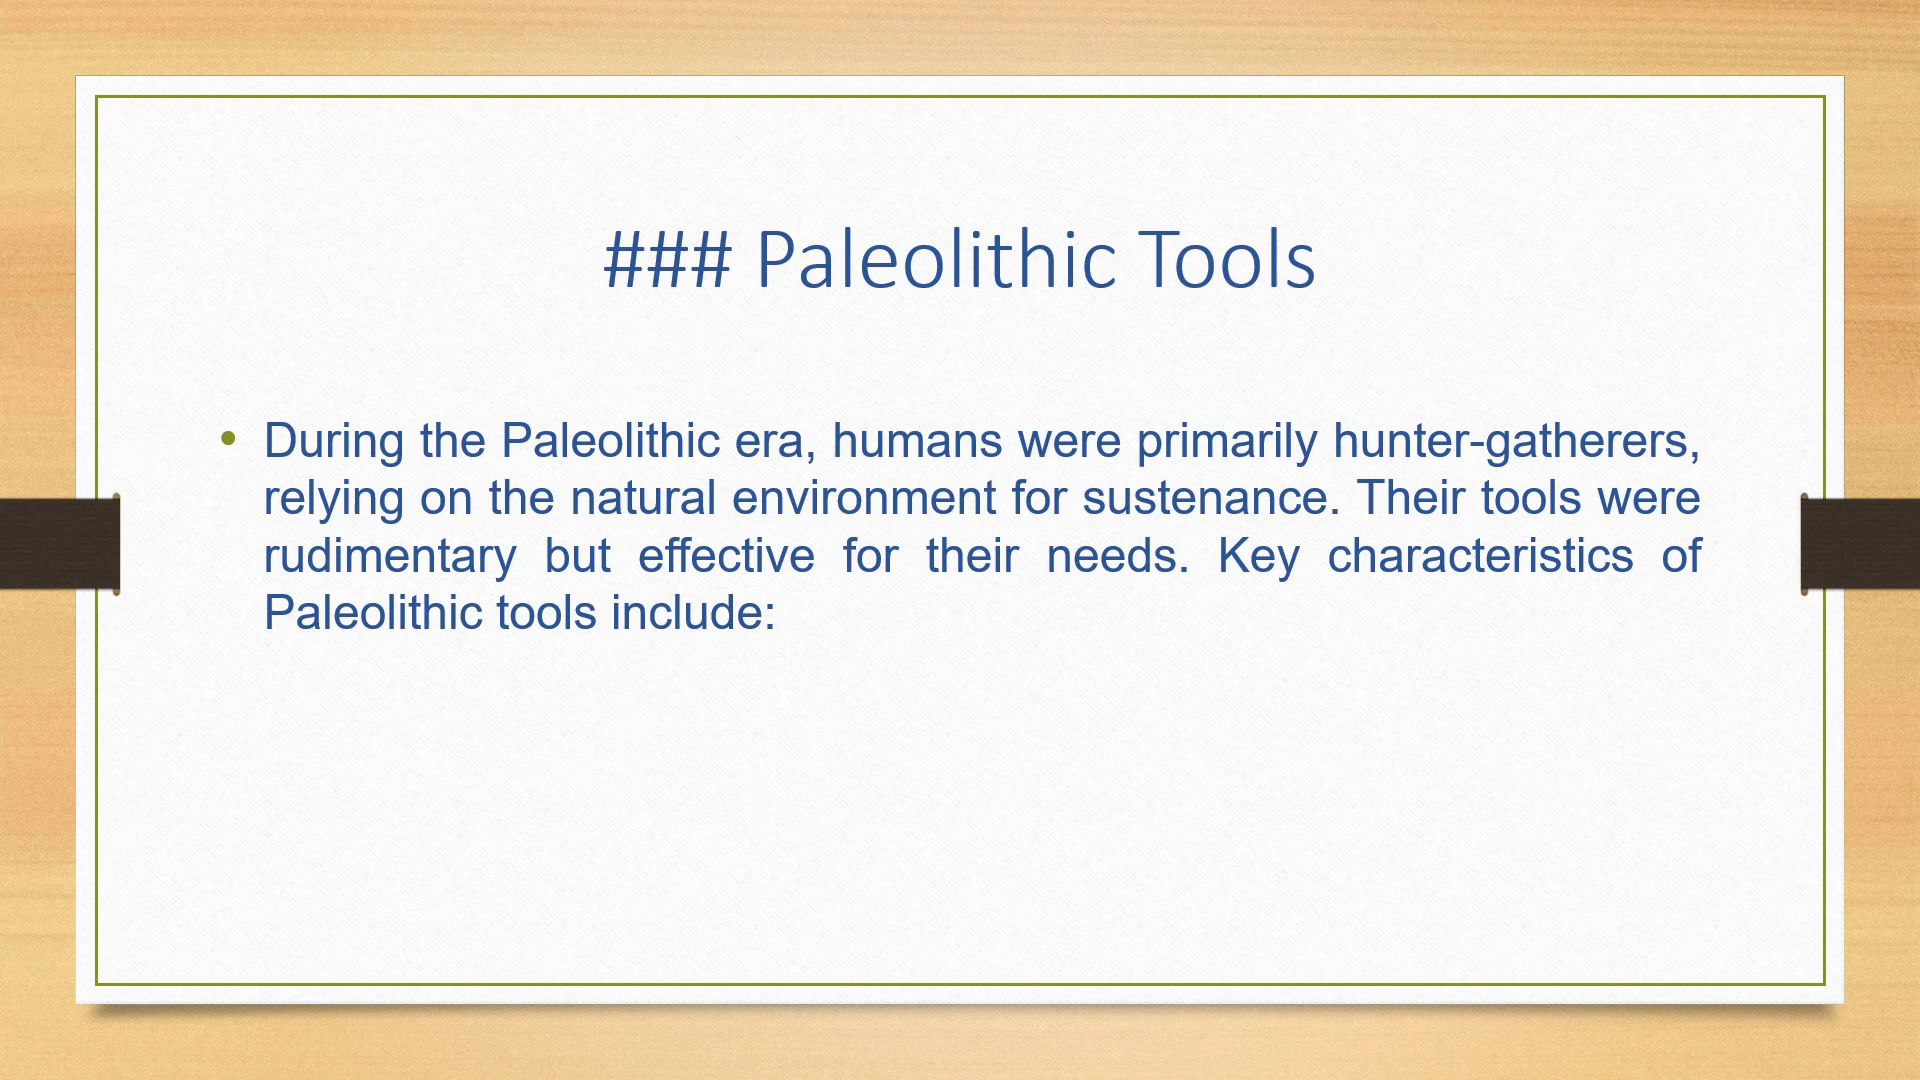 ### Paleolithic Tools
• During the Paleolithic era, humans were primarily hunter-gatherers,
relying on the natural environment for sustenance. Their tools were
rudimentary but effective for their needs. Key characteristics of
Paleolithic tools include: